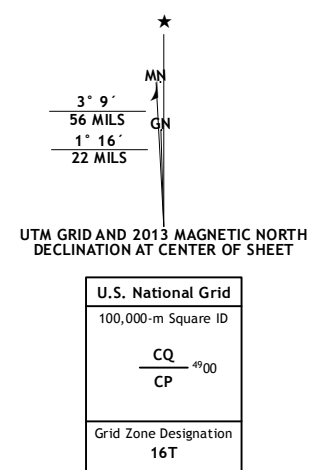 MN
3° 9´
56 MILS
GN
1° 16´
22 MILS
UTM GRID AND 2013 MAGNETIC NORTH
DECLINATION AT CENTER OF SHEET
U.S. National Grid
100,000-m Square ID
CQ
4900
CP
Grid Zone Designation
16T